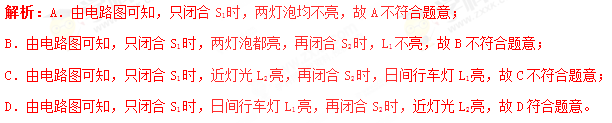 解析：A．由电路图可知，只闭合 S₁时，两灯泡均不亮，故 A 不符合题意；
B．由电路图可知，只闭合 S₁时，两灯泡都亮，再闭合 S₂时，L₁不亮，故 B 不符合题意；
C．由电路图可知，只闭合 S₁时，近灯光 L₂亮，再闭合 S₂时，日间行车灯 L₁亮，故 C 不符合题意；
D．由电路图可知，只闭合 S₁时，日间行车灯 L₁亮，再闭合 S₂时，近灯光 L₂亮，故 D 符合题意。